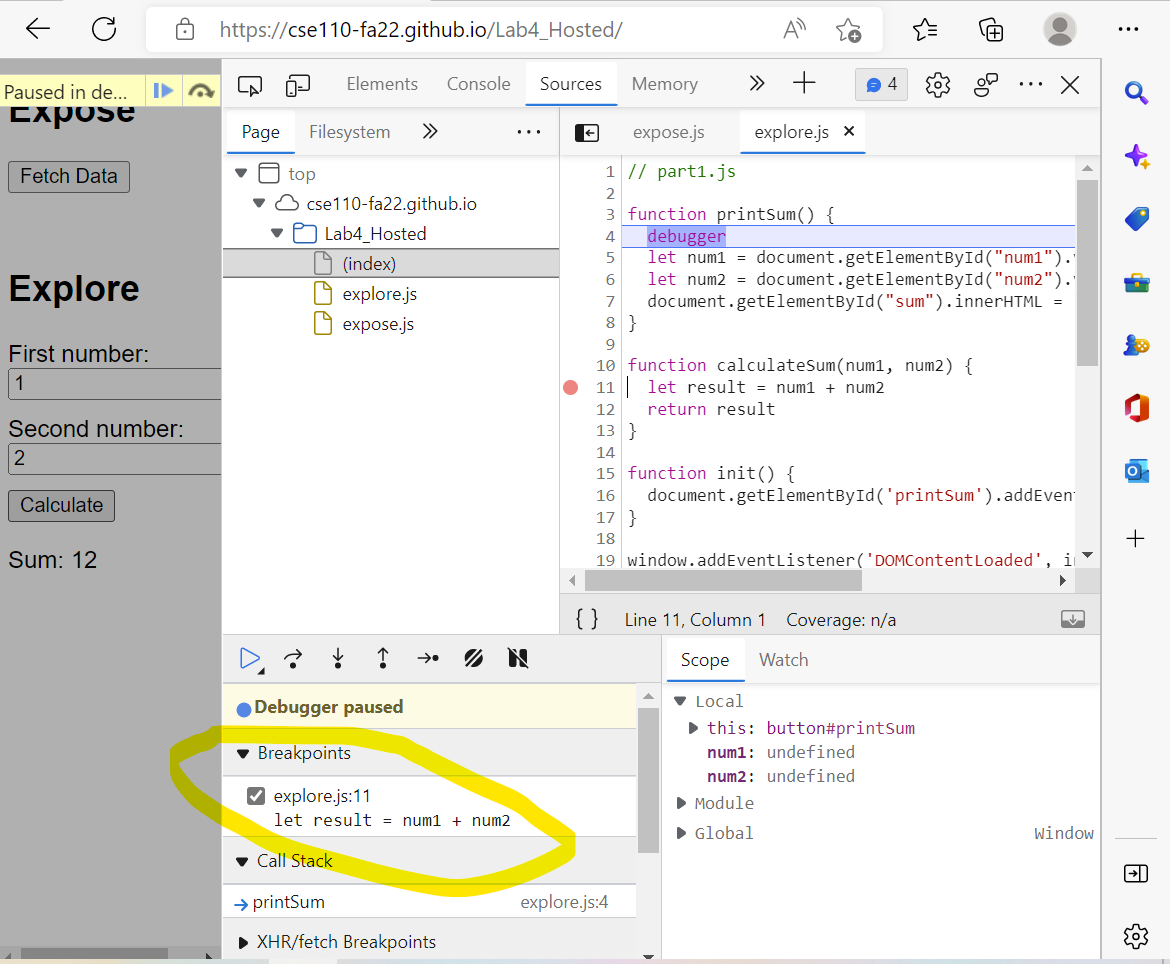 https://cse110-fa22.github.io/Lab4_Hosted/
Paused in de...
Expose
Fetch Data
Explore
First number:
1
Second number:
2
Calculate
Sum: 12
Elements
Console
Sources
Memory
4
Page
Filesystem
top
cse110-fa22.github.io
Lab4_Hosted
(index)
explore.js
expose.js
expose.js
explore.js
1 // part1.js
2
3 function printSum() {
4 debugger
5 let num1 = document.getElementById("num1").
6 let num2 = document.getElementById("num2").
7 document.getElementById("sum").innerHTML =
8 }
9
10 function calculateSum(num1, num2) {
11 let result = num1 + num2
12 return result
13 }
14
15 function init() {
16 document.getElementById('printSum').addEven
17 }
18
19 window.addEventListener('DOMContentLoaded', i
{ } Line 11, Column 1 Coverage: n/a
Debugger paused
Breakpoints
explore.js:11
let result = num1 + num2
Call Stack
printSum explore.js:4
XHR/fetch Breakpoints
Scope
Watch
Local
this: button#printSum
num1: undefined
num2: undefined
Module
Global Window